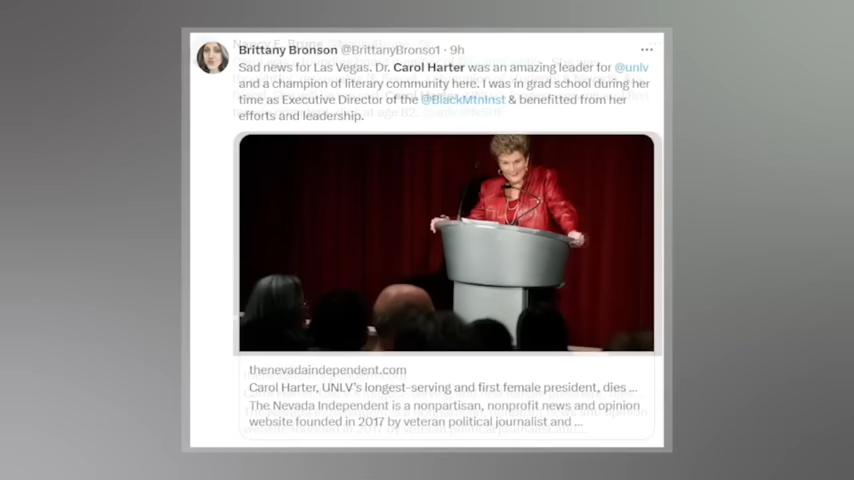 Brittany Bronson @BrittanyBronso1 · 9h
Sad news for Las Vegas. Dr. Carol Harter was an amazing leader for @unlv
and a champion of literary community here. I was in grad school during her
time as Executive Director of the @BlackMtnInst & benefitted from her
efforts and leadership.
thenevadaindependent.com
Carol Harter, UNLV's longest-serving and first female president, dies ...
The Nevada Independent is a nonpartisan, nonprofit news and opinion
website founded in 2017 by veteran political journalist and ...